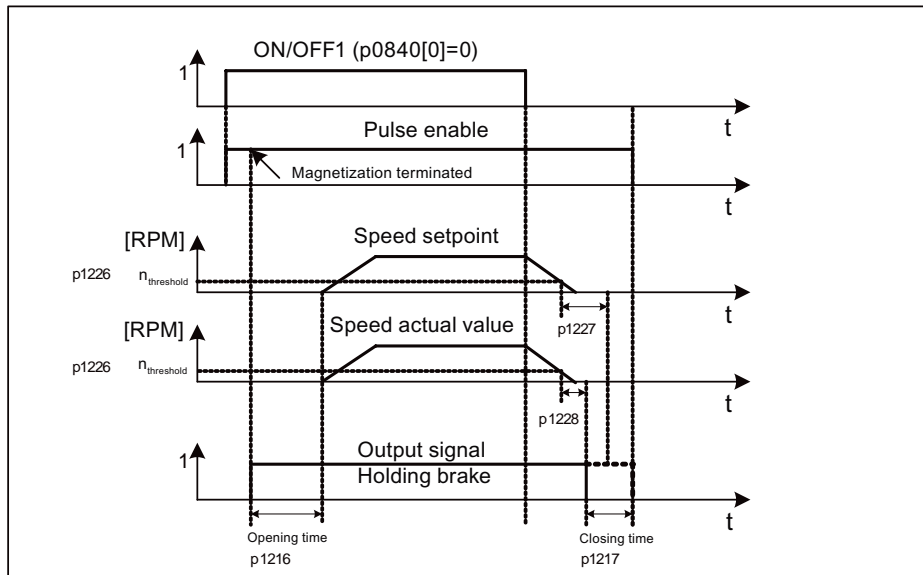 ON/OFF1 (p0840[0]=0)
1
t
Pulse enable
1
Magnetization terminated
t
[RPM]
Speed setpoint
p1226 nthreshold
t
p1227
[RPM]
Speed actual value
p1226 nthreshold
t
p1228
Output signal
1
Holding brake
t
Opening time
Closing time
p1216
p1217